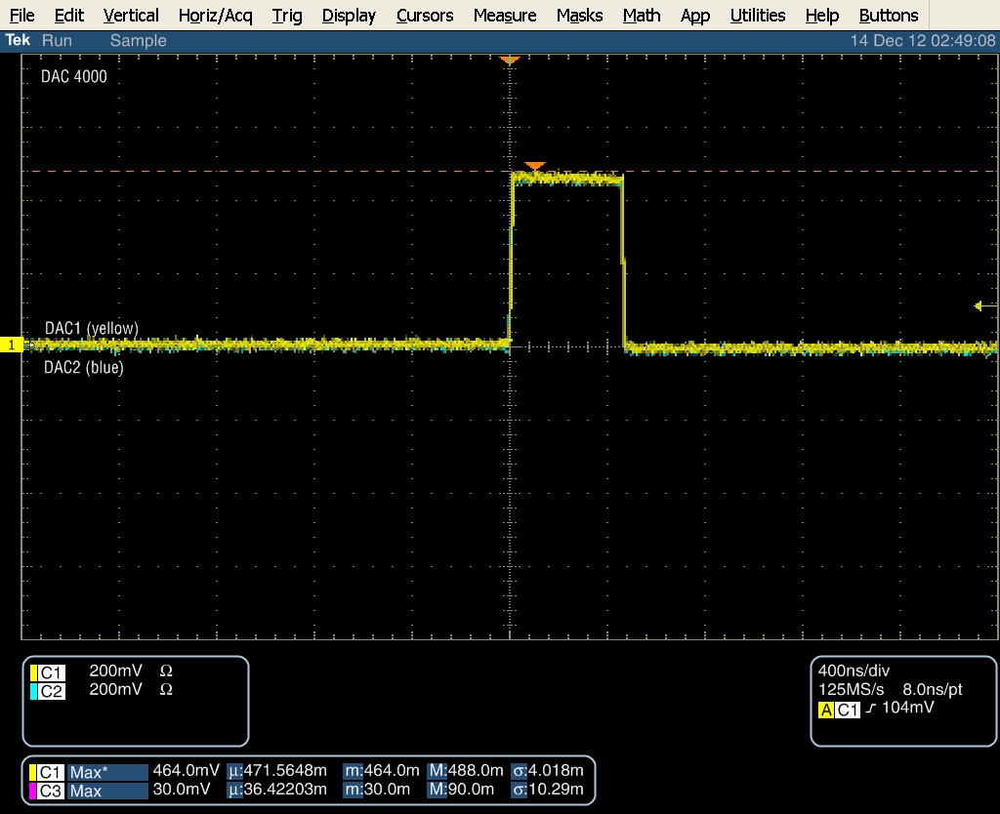 File Edit Vertical Horiz/Acq Trig Display Cursors Measure Masks Math App Utilities Help Buttons
Tek Run Sample 14 Dec 12 02:49:08
DAC 4000
DAC1 (yellow)
1
DAC2 (blue)
C1 200mV Ω
C2 200mV Ω
400ns/div
125MS/s 8.0ns/pt
A C1 104mV
C1 Max* 464.0mV µ:471.5648m m:464.0m M:488.0m σ:4.018m
C3 Max 30.0mV µ:36.42203m m:30.0m M:90.0m σ:10.29m